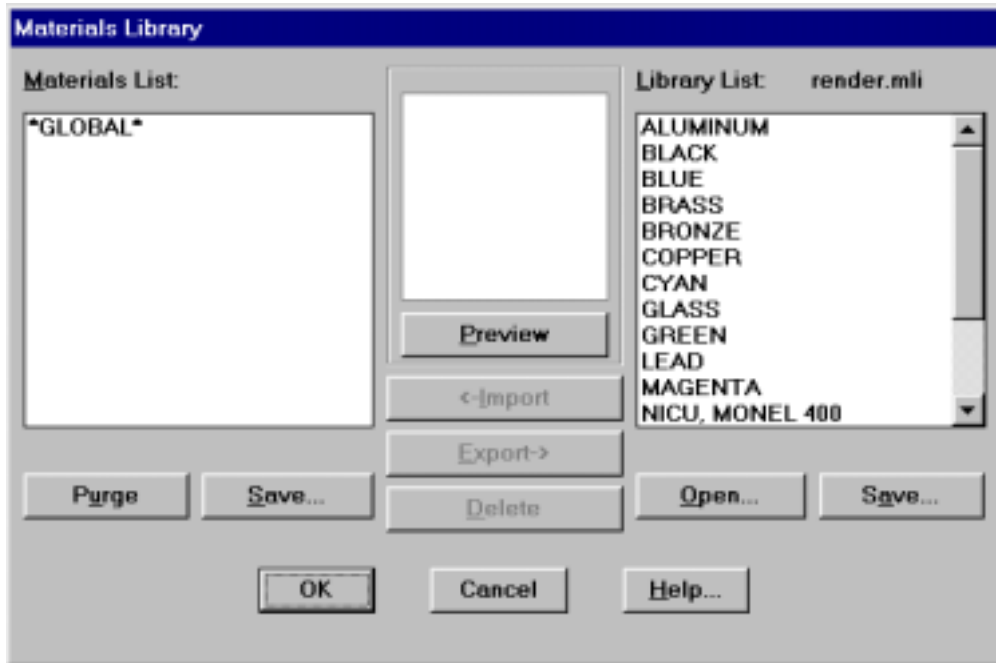 Materials Library
Materials List:
*GLOBAL*
Purge
Save...
Preview
<-Import
Export->
Delete
Library List:
render.mli
ALUMINUM
BLACK
BLUE
BRASS
BRONZE
COPPER
CYAN
GLASS
GREEN
LEAD
MAGENTA
NICU, MONEL 400
Open...
Save...
OK
Cancel
Help...